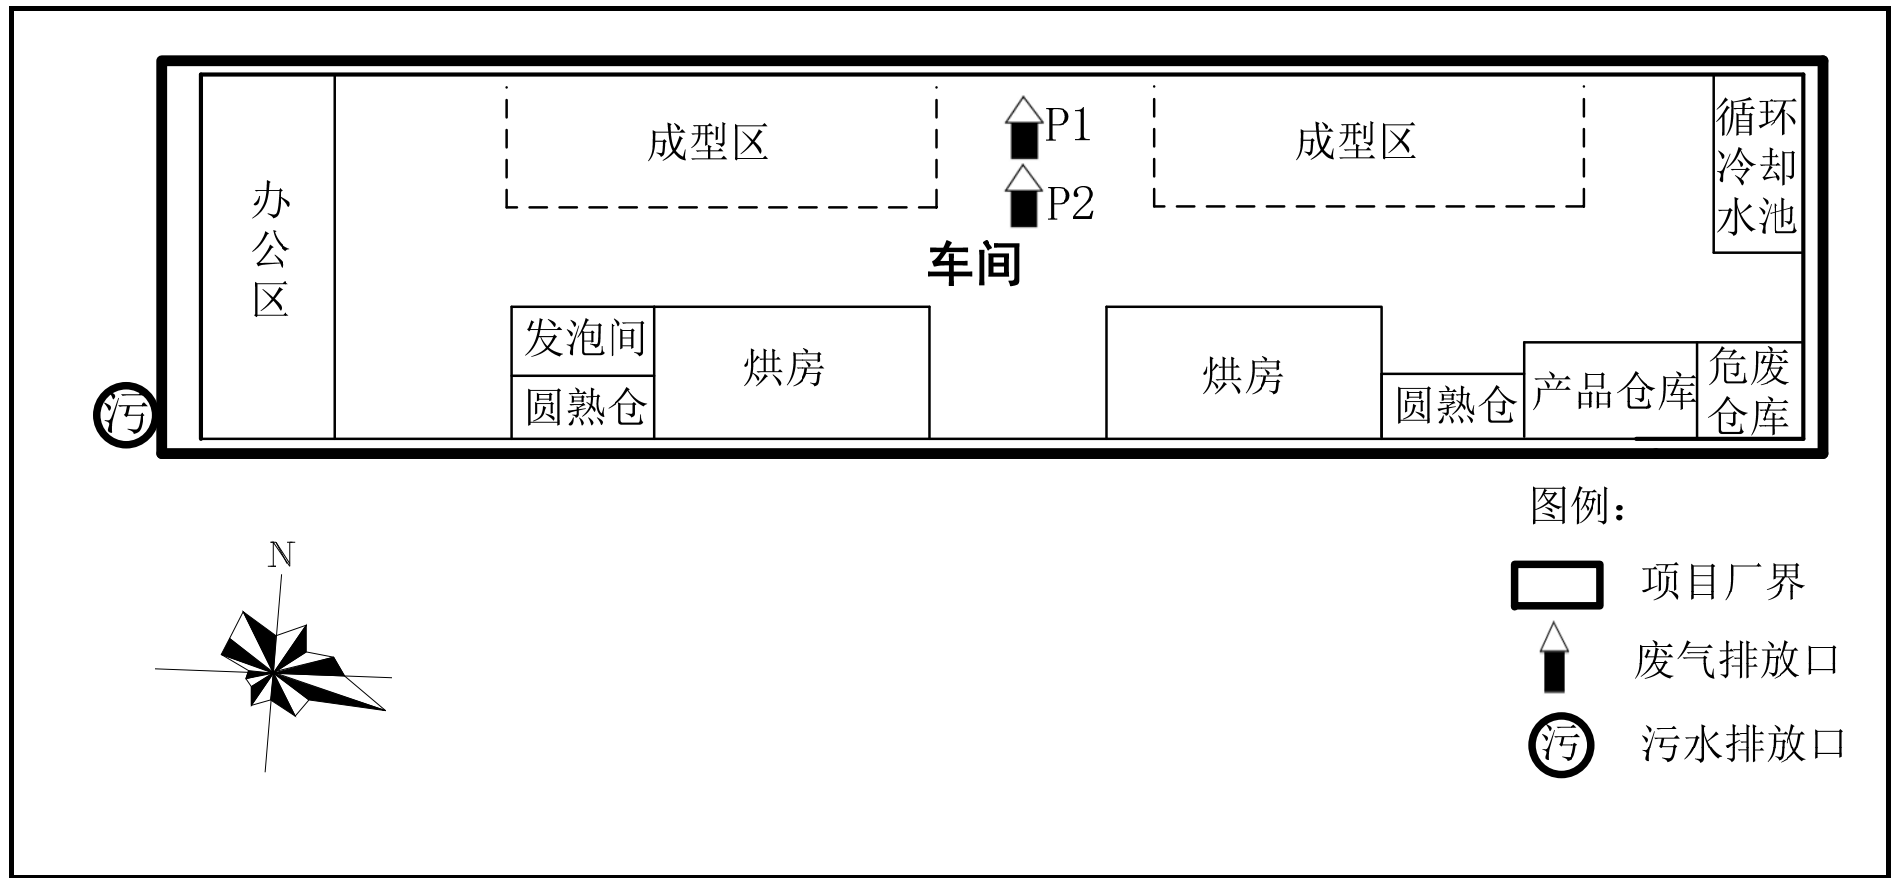 成型区
P1
成型区
循环
冷却
水池
P2
办
公
区
车间
发泡间
圆熟仓
烘房
烘房
圆熟仓
产品仓库
危废
仓库
污
图例：
N
项目厂界
废气排放口
污
污水排放口